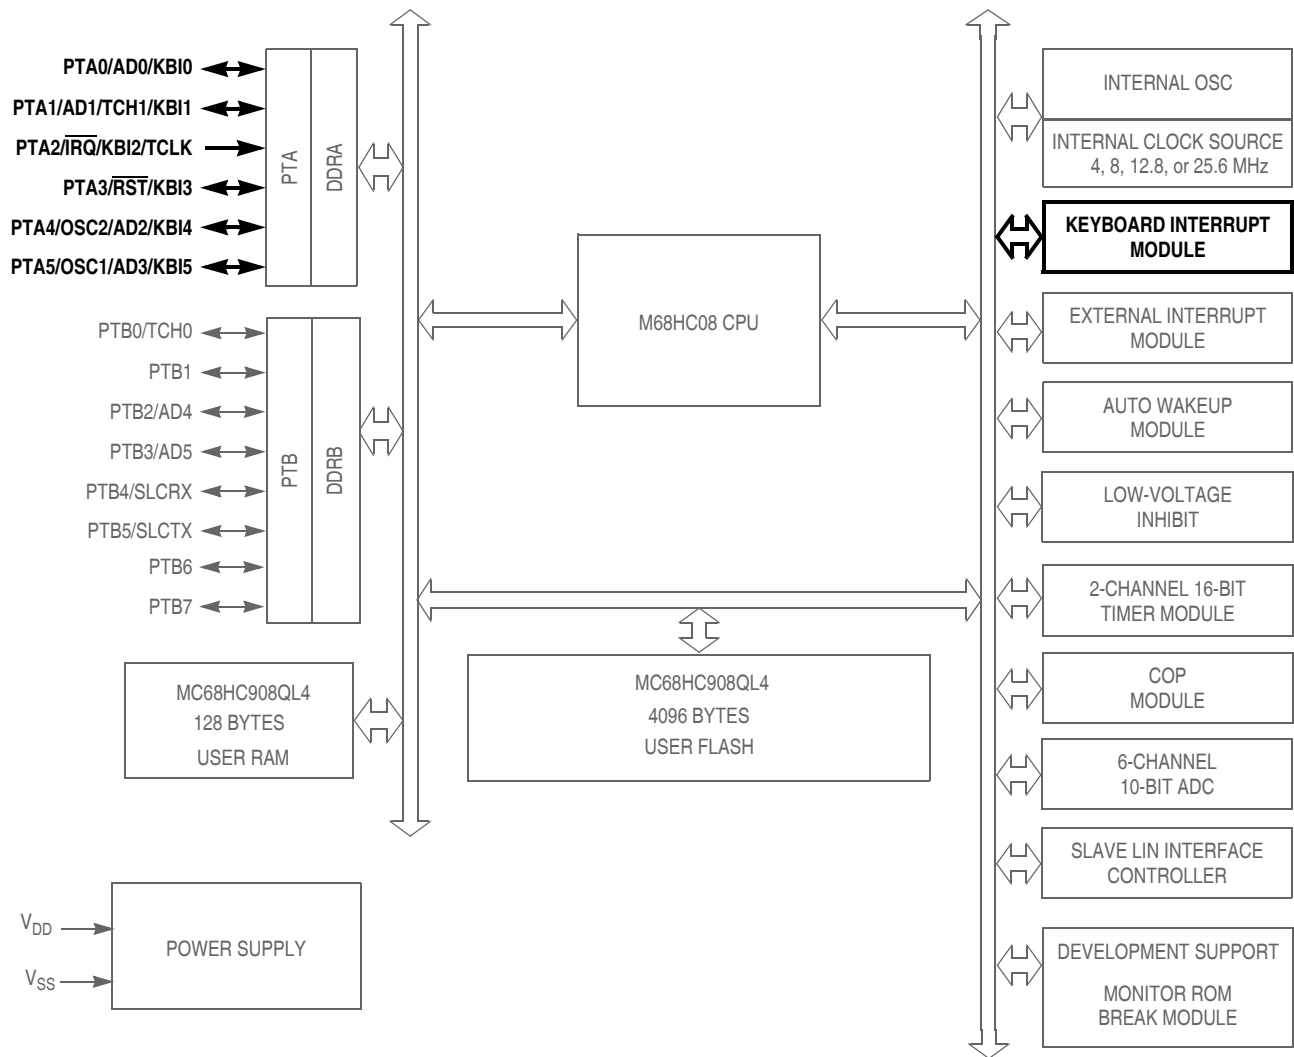 PTA0/AD0/KBI0
PTA1/AD1/TCH1/KBI1
PTA2/IRQ/KBI2/TCLK
PTA3/RST/KBI3
PTA4/OSC2/AD2/KBI4
PTA5/OSC1/AD3/KBI5
PTA
DDRA
PTB0/TCH0
PTB1
PTB2/AD4
PTB3/AD5
PTB4/SLCRX
PTB5/SLCTX
PTB6
PTB7
PTB
DDRB
MC68HC908QL4
128 BYTES
USER RAM
VDD
VSS
POWER SUPPLY
M68HC08 CPU
MC68HC908QL4
4096 BYTES
USER FLASH
INTERNAL OSC
INTERNAL CLOCK SOURCE
4, 8, 12.8, or 25.6 MHz
KEYBOARD INTERRUPT
MODULE
EXTERNAL INTERRUPT
MODULE
AUTO WAKEUP
MODULE
LOW-VOLTAGE
INHIBIT
2-CHANNEL 16-BIT
TIMER MODULE
COP
MODULE
6-CHANNEL
10-BIT ADC
SLAVE LIN INTERFACE
CONTROLLER
DEVELOPMENT SUPPORT
MONITOR ROM
BREAK MODULE